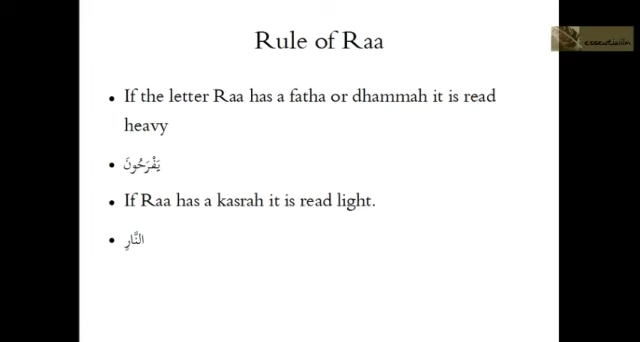 Rule of Raa
essentialilm
• If the letter Raa has a fatha or dhammah it is read
heavy
• يَفْرَحُونَ
• If Raa has a kasrah it is read light.
• النَّارِ